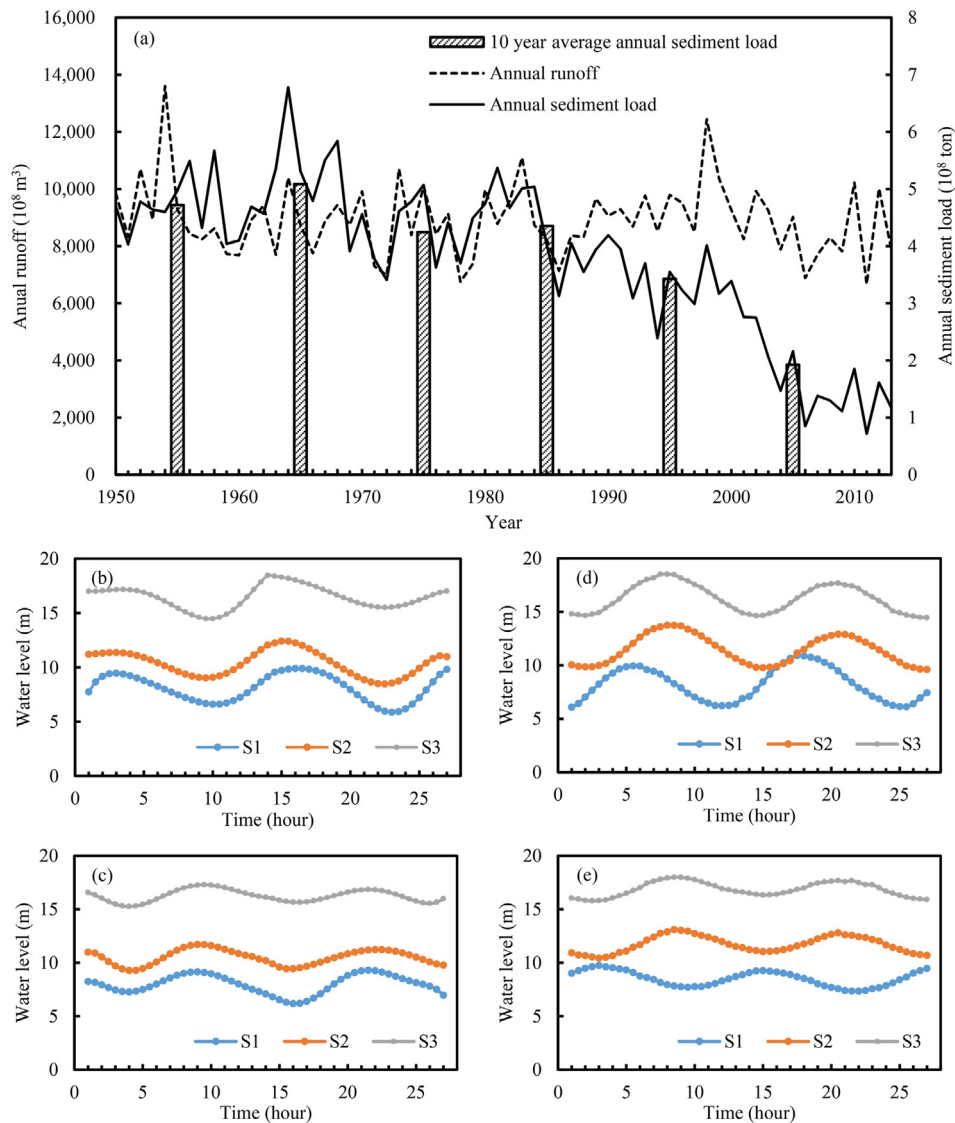 (a)
10 year average annual sediment load
Annual runoff
Annual sediment load
Anual runoff (10⁸ m³)
16,000
14,000
12,000
10,000
8,000
6,000
4,000
2,000
0
Annual sediment load (10⁸ ton)
8
7
6
5
4
3
2
1
0
1950 1960 1970 1980 1990 2000 2010
Year
(b)
Water level (m)
20
15
10
5
0
S1 S2 S3
0 5 10 15 20 25
Time (hour)
(d)
Water level (m)
20
15
10
5
0
S1 S2 S3
0 5 10 15 20 25
Time (hour)
(c)
Water level (m)
20
15
10
5
0
S1 S2 S3
0 5 10 15 20 25
Time (hour)
(e)
Water level (m)
20
15
10
5
0
S1 S2 S3
0 5 10 15 20 25
Time (hour)